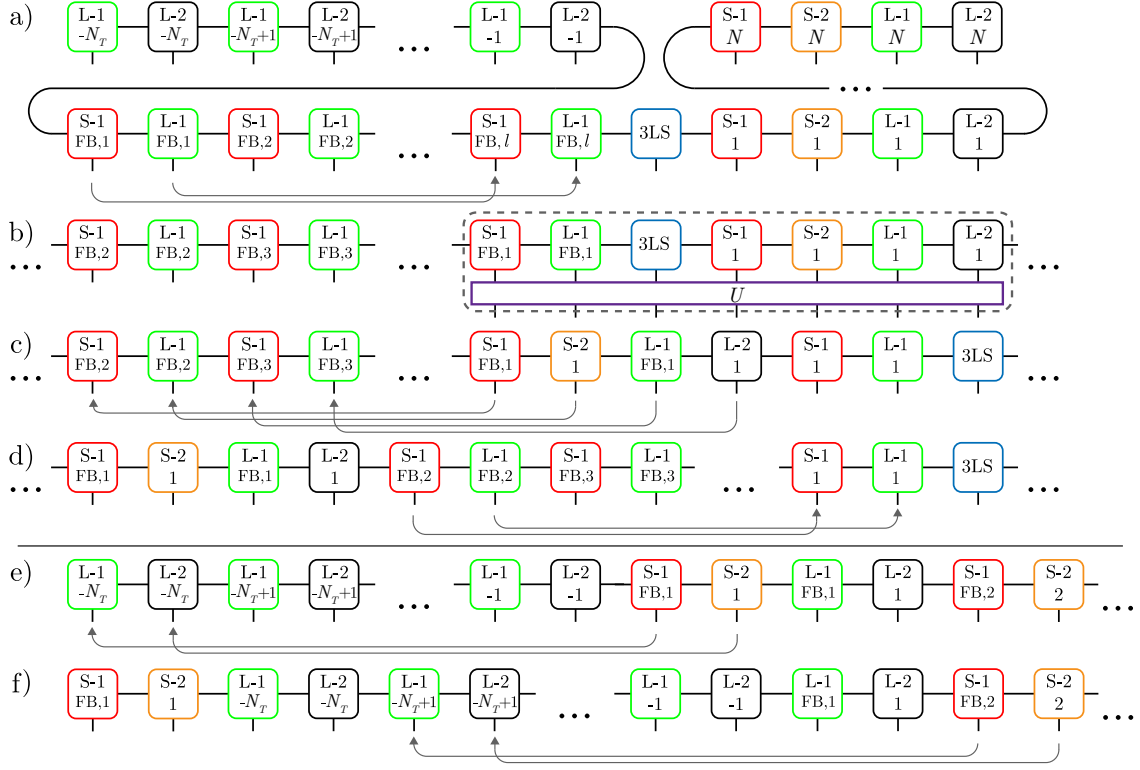 a) L-1 L-2 L-1 L-2 L-1 L-2 S-1 S-2 L-1 L-2
-N_T -N_T -N_T+1 -N_T+1 ... -1 -1 N N N N
...
S-1 L-1 S-1 L-1 S-1 L-1 3LS S-1 S-2 L-1 L-2
FB,1 FB,1 FB,2 FB,2 ... FB,l FB,l 1 1 1 1
b) S-1 L-1 S-1 L-1 S-1 L-1 3LS S-1 S-2 L-1 L-2
... FB,2 FB,2 FB,3 FB,3 ... FB,1 FB,1 1 1 1 1 ...
U
c) S-1 L-1 S-1 L-1 S-1 S-2 L-1 L-2 S-1 L-1 3LS
... FB,2 FB,2 FB,3 FB,3 ... FB,1 1 FB,1 1 1 1 ...
d) S-1 S-2 L-1 L-2 S-1 L-1 S-1 L-1 S-1 L-1 3LS
... FB,1 1 FB,1 1 FB,2 FB,2 FB,3 FB,3 ... 1 1 ...
e) L-1 L-2 L-1 L-2 L-1 L-2 S-1 S-2 L-1 L-2 S-1 S-2
-N_T -N_T -N_T+1 -N_T+1 ... -1 -1 FB,1 1 FB,1 1 FB,2 2 ...
f) S-1 S-2 L-1 L-2 L-1 L-2 L-1 L-2 L-1 L-2 S-1 S-2
FB,1 1 -N_T -N_T -N_T+1 -N_T+1 ... -1 -1 FB,1 1 FB,2 2 ...